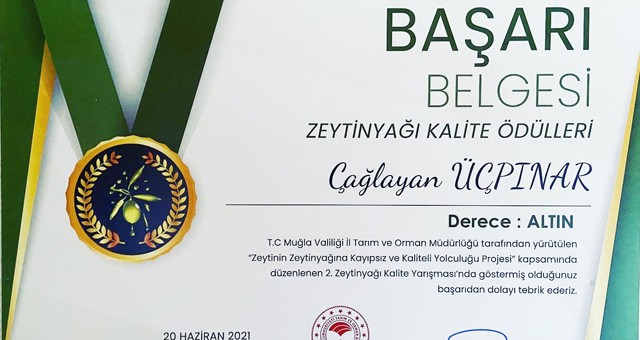 BAŞARI
BELGESİ
ZEYTİNYAĞI KALİTE ÖDÜLLERİ
Çağlayan ÜÇPINAR
Derece : ALTIN
T.C Muğla Valiliği İl Tarım ve Orman Müdürlüğü tarafından yürütülen
“Zeytinin Zeytinyağına Kayıpsız ve Kaliteli Yolculuğu Projesi” kapsamında
düzenlenen 2. Zeytinyağı Kalite Yarışması’nda göstermiş olduğunuz
başarıdan dolayı tebrik ederiz.
20 HAZİRAN 2021